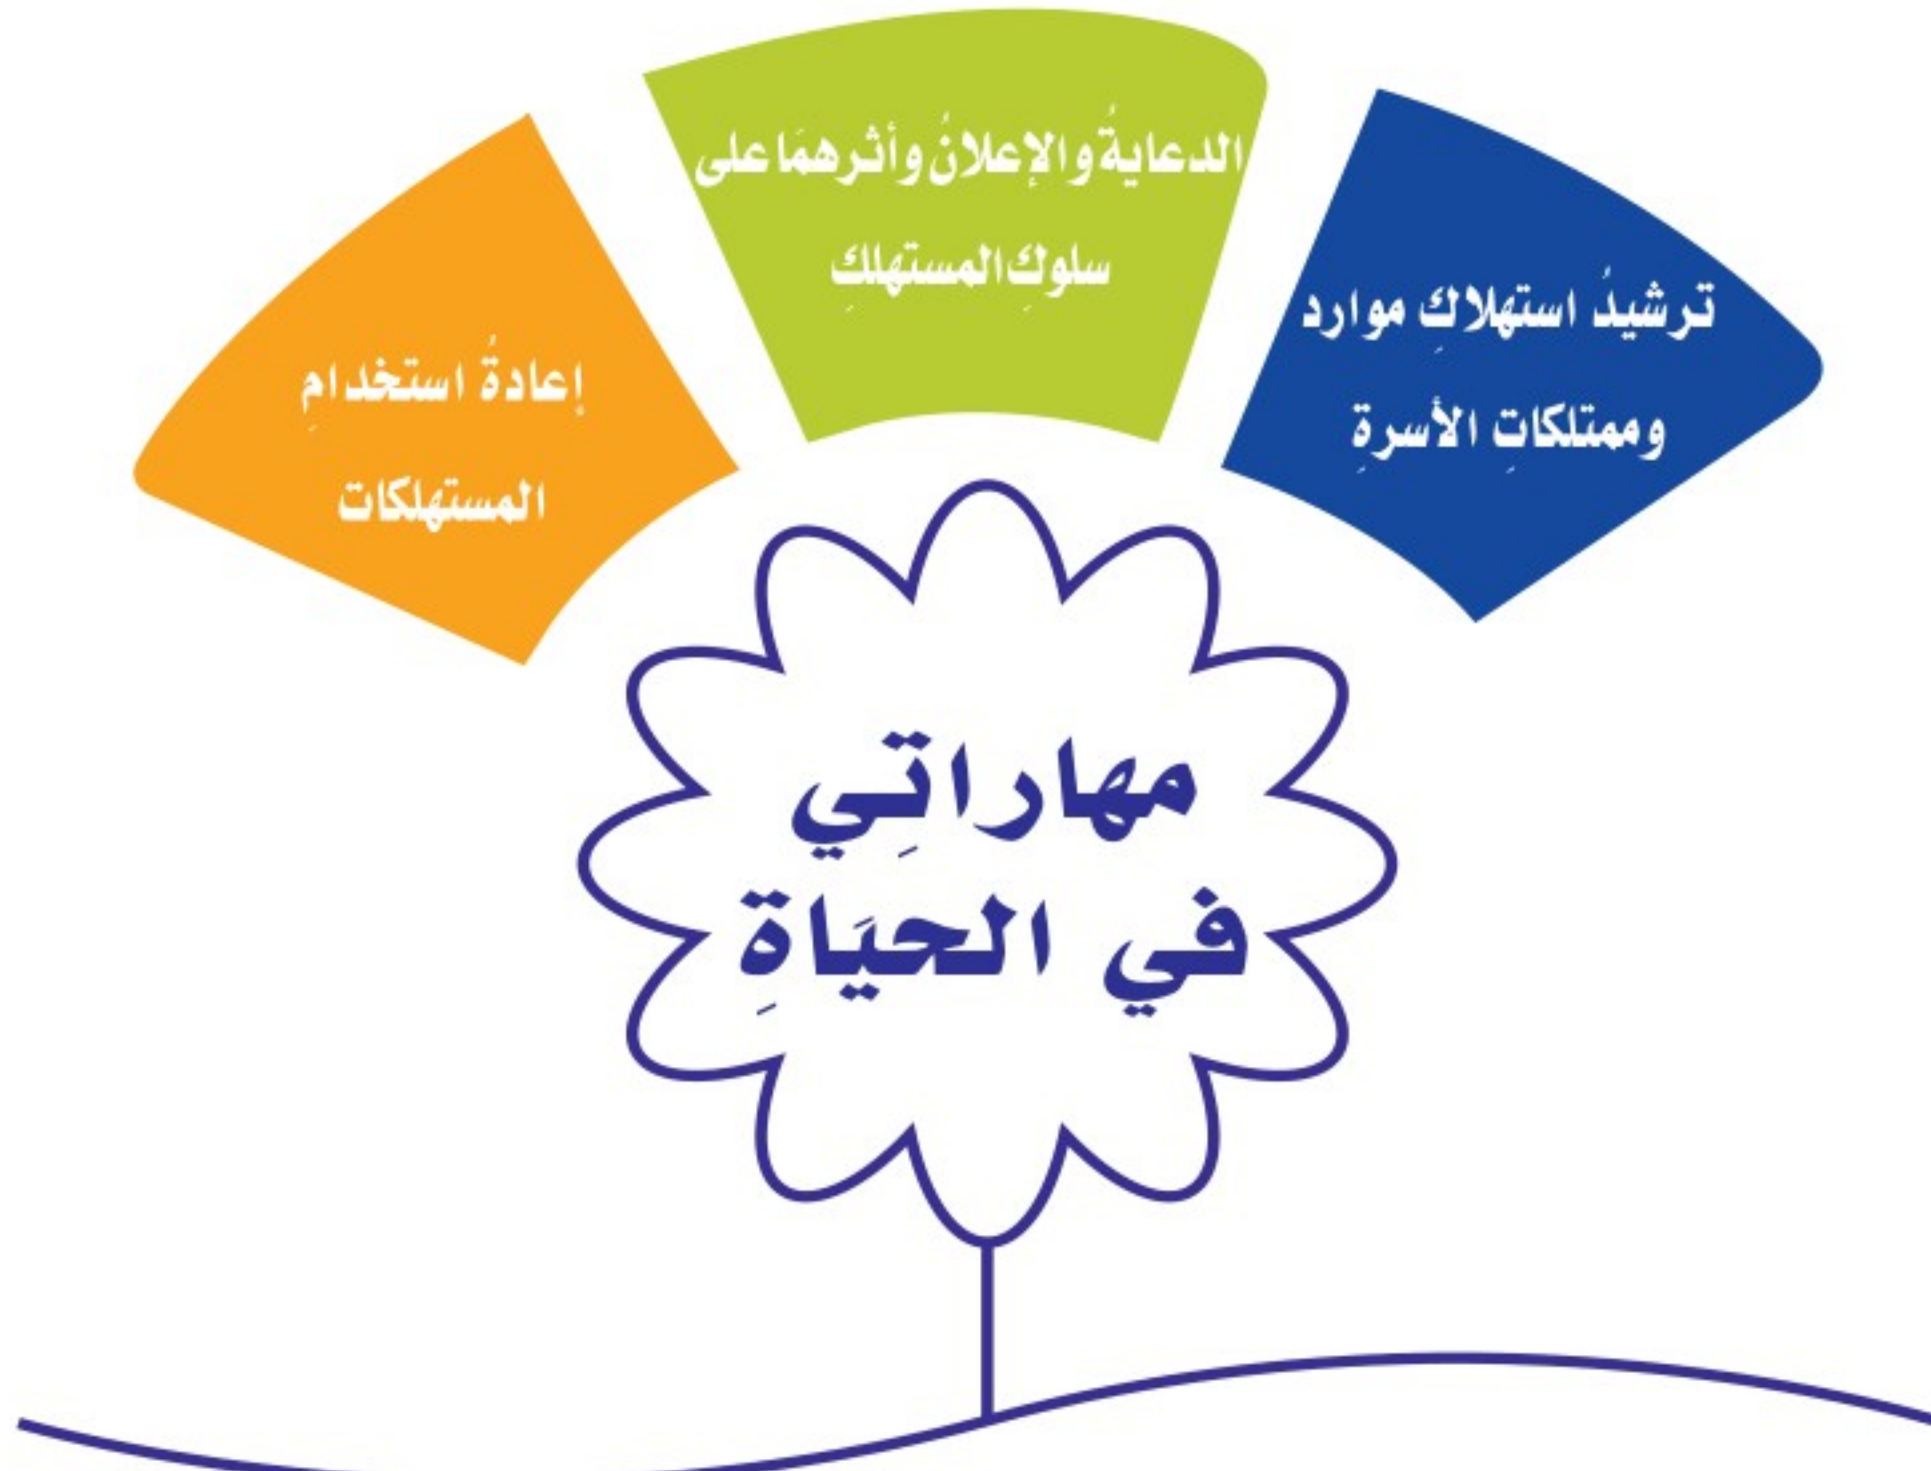 ترشيدُ استهلاكِ موارد
وممتلكاتِ الأسرةِ
الدعايةُ والإعلانُ وأثرهمَا على
سلوكِ المستهلكِ
إعادةُ استخدامِ
المستهلكات
مهاراتِي
في الحيَاةِ